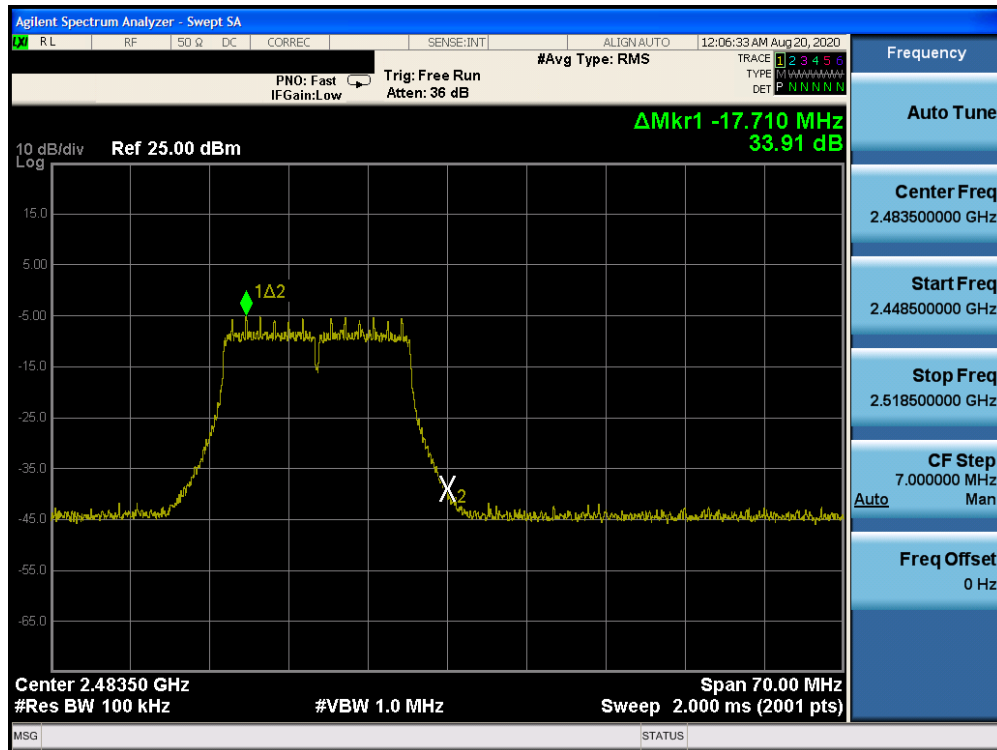 Agilent Spectrum Analyzer - Swept SA
LXI RL RF 50 Ω DC CORREC SENSE:INT ALIGN AUTO 12:06:33 AM Aug 20, 2020
Frequency
#Avg Type: RMS
TRACE 1 2 3 4 5 6
PNO: Fast Trig: Free Run
TYPE M
IFGain:Low Atten: 36 dB
DET P N N N N N
Auto Tune
ΔMkr1 -17.710 MHz
33.91 dB
10 dB/div Ref 25.00 dBm
Log
Center Freq
2.483500000 GHz
15.0
5.00
1Δ2
Start Freq
2.448500000 GHz
-5.00
-15.0
Stop Freq
2.518500000 GHz
-25.0
-35.0
CF Step
7.000000 MHz
Auto Man
2
-45.0
-55.0
Freq Offset
0 Hz
-65.0
Center 2.48350 GHz Span 70.00 MHz
#Res BW 100 kHz #VBW 1.0 MHz Sweep 2.000 ms (2001 pts)
MSG STATUS